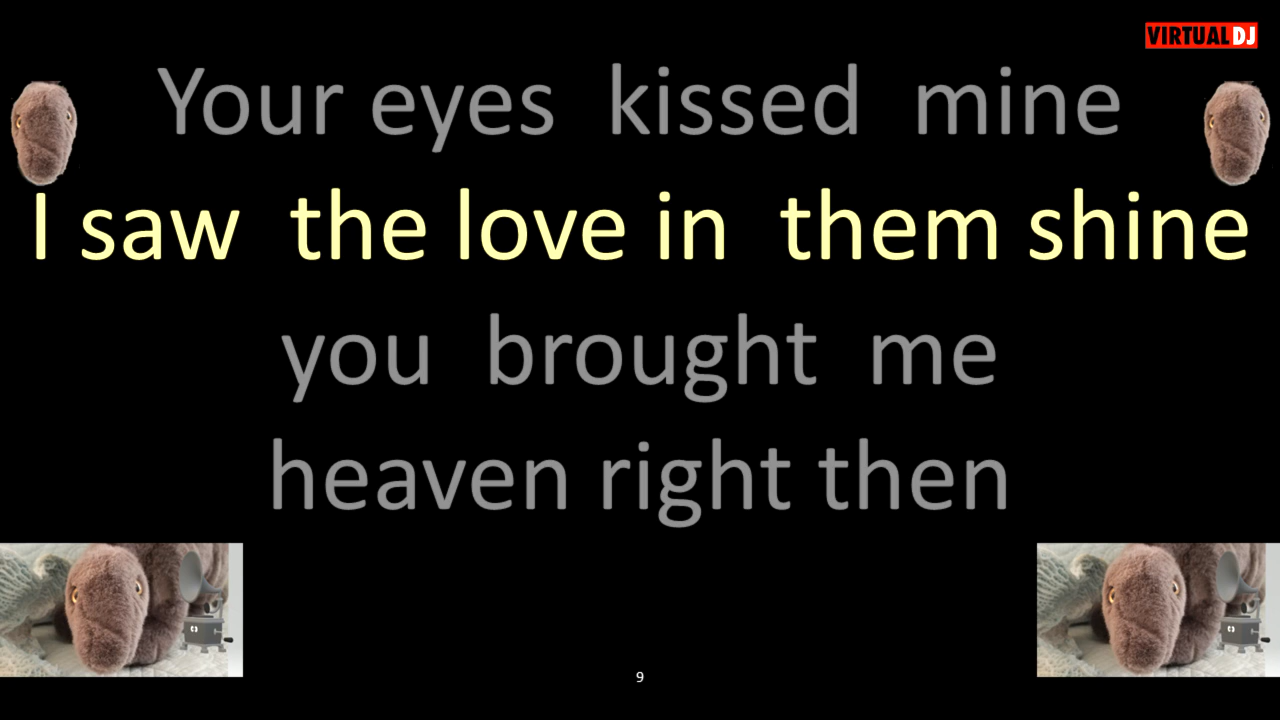 VIRTUAL DJ
Your eyes kissed mine
I saw the love in them shine
you brought me
heaven right then
9